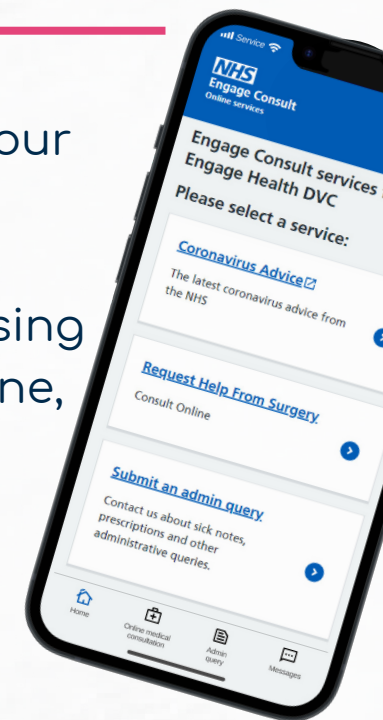 our
sing
ne,
Service
NHS
Engage Consult
Online services
Engage Consult services
Engage Health DVC
Please select a service:
Coronavirus Advice
The latest coronavirus advice from
the NHS
Request Help From Surgery
Consult Online
Submit an admin query
Contact us about sick notes,
prescriptions and other
administrative queries.
Home
Online medical
consultation
Admin
query
Messages